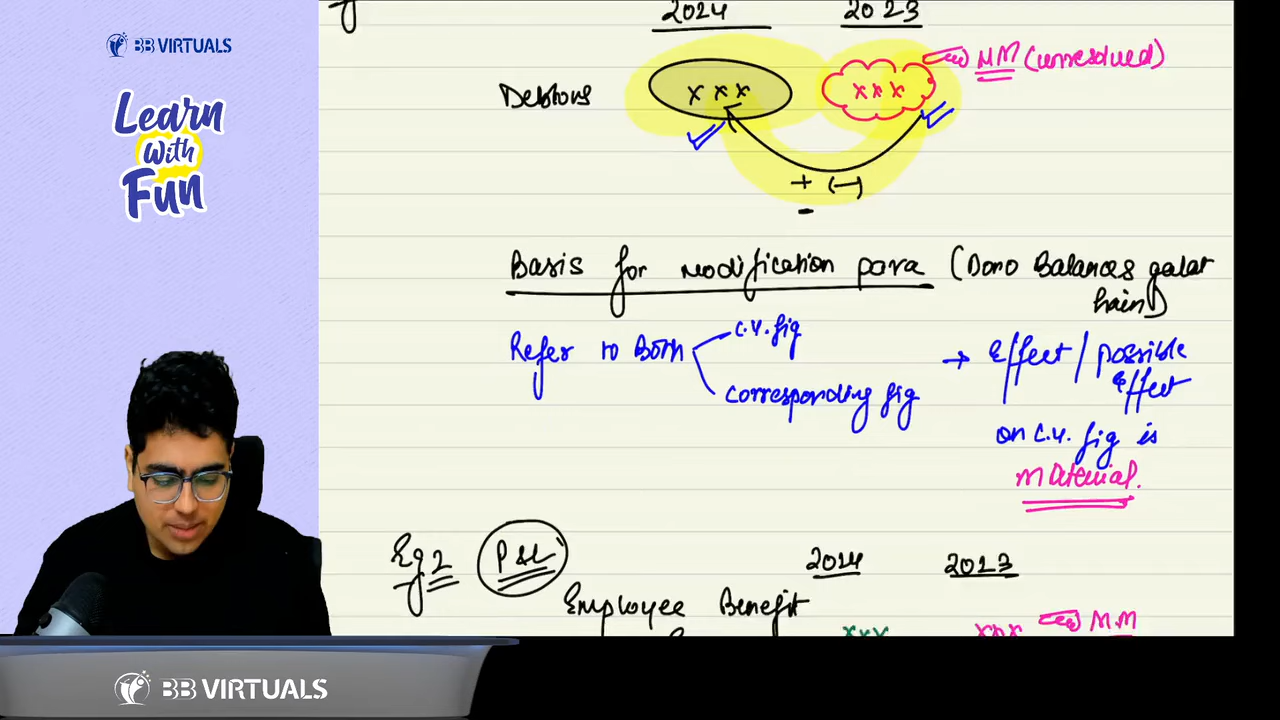 BB VIRTUALS
Learn
With
Fun
2024 2023
Debtors x x x x x x MM (unresolved)
+ (-)
-
Basis for modification para (Dono Balances galat
hain)
Refer to Both c.y. fig
corresponding fig
→ Effect / possible
Effect
on c.y. fig is
material.
Eg 2 P&L 2024 2023
Employee Benefit
xxx xxx MM
BB VIRTUALS